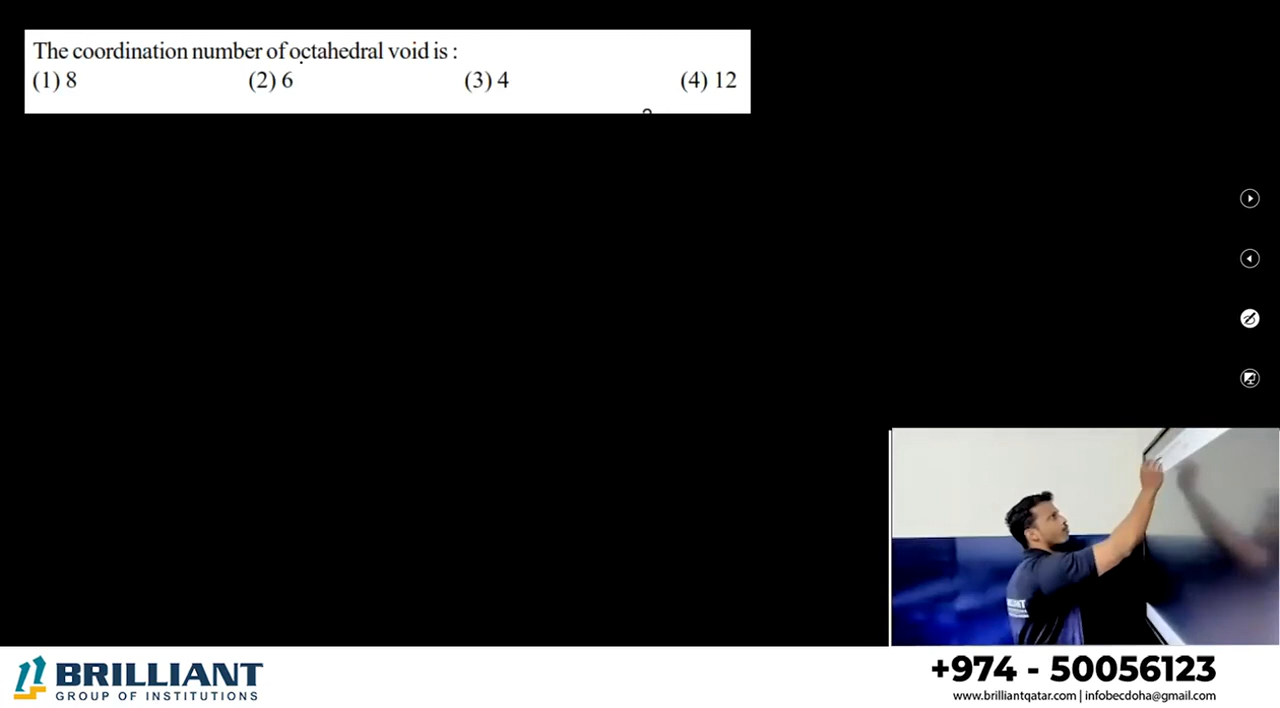 The coordination number of octahedral void is :
(1) 8 (2) 6 (3) 4 (4) 12
BRILLIANT
GROUP OF INSTITUTIONS
+974 - 50056123
www.brilliantqatar.com | infobecdoha@gmail.com